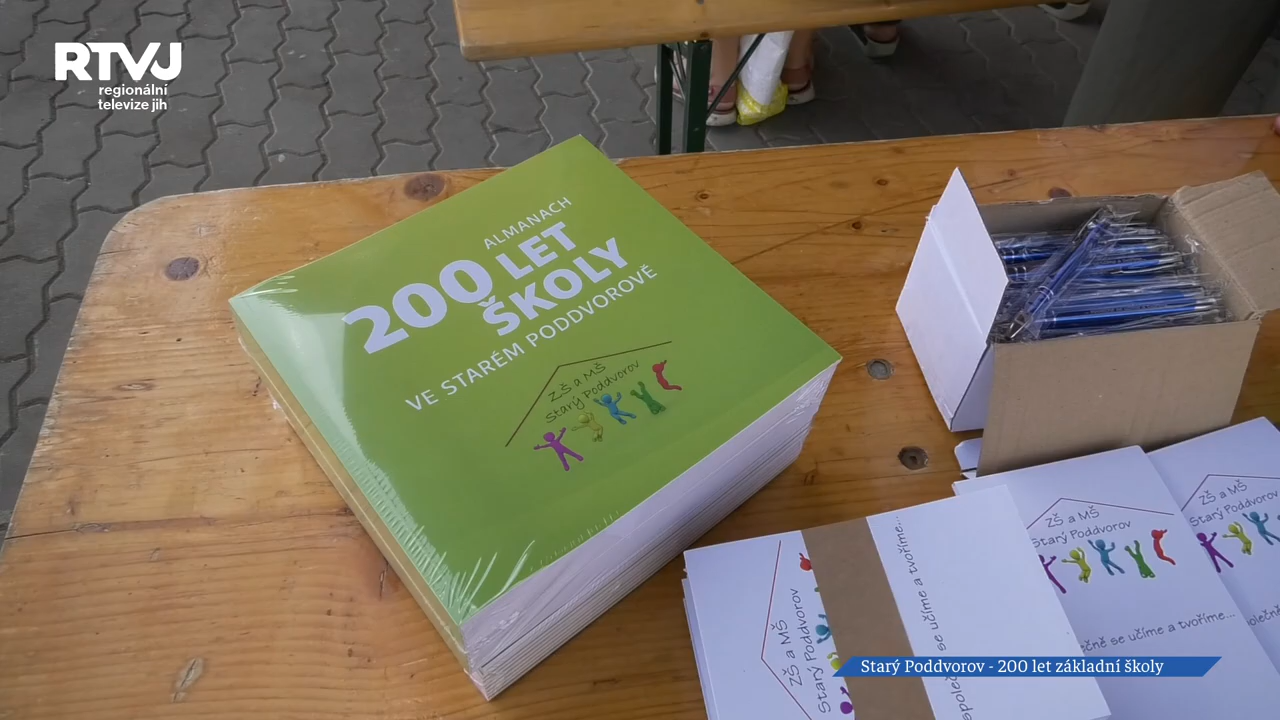 RTVJ
regionální
televize jih
ALMANACH
200 LET
ŠKOLY
VE STARÉM PODDVOROVĚ
ZŠ a MŠ
Starý Poddvorov
ZŠ a MŠ
Starý Poddvorov
společně se učíme a tvoříme...
ZŠ a MŠ
Starý Poddvorov
ečně se učíme a tvoříme...
ZŠ a MŠ
Starý Poddvorov
olečně
Starý Poddvorov - 200 let základní školy